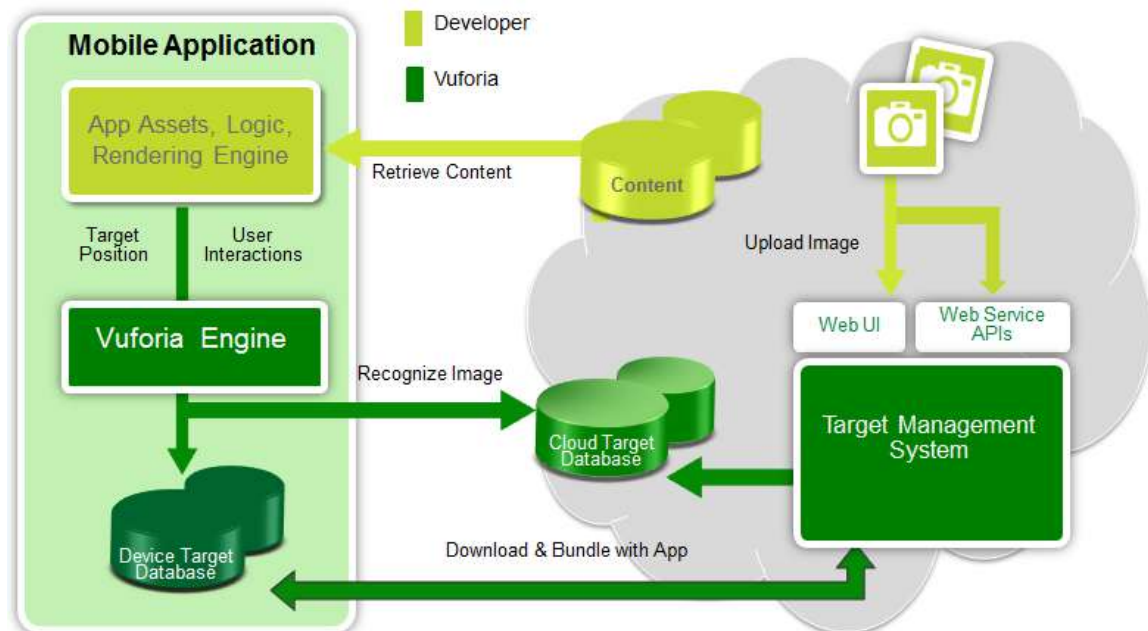 Developer
Vuforia
Mobile Application
App Assets, Logic,
Rendering Engine
Retrieve Content
Content
Target
Position
User
Interactions
Upload Image
Web UI
Web Service
APIs
Vuforia Engine
Recognize Image
Cloud Target
Database
Target Management
System
Device Target
Database
Download & Bundle with App